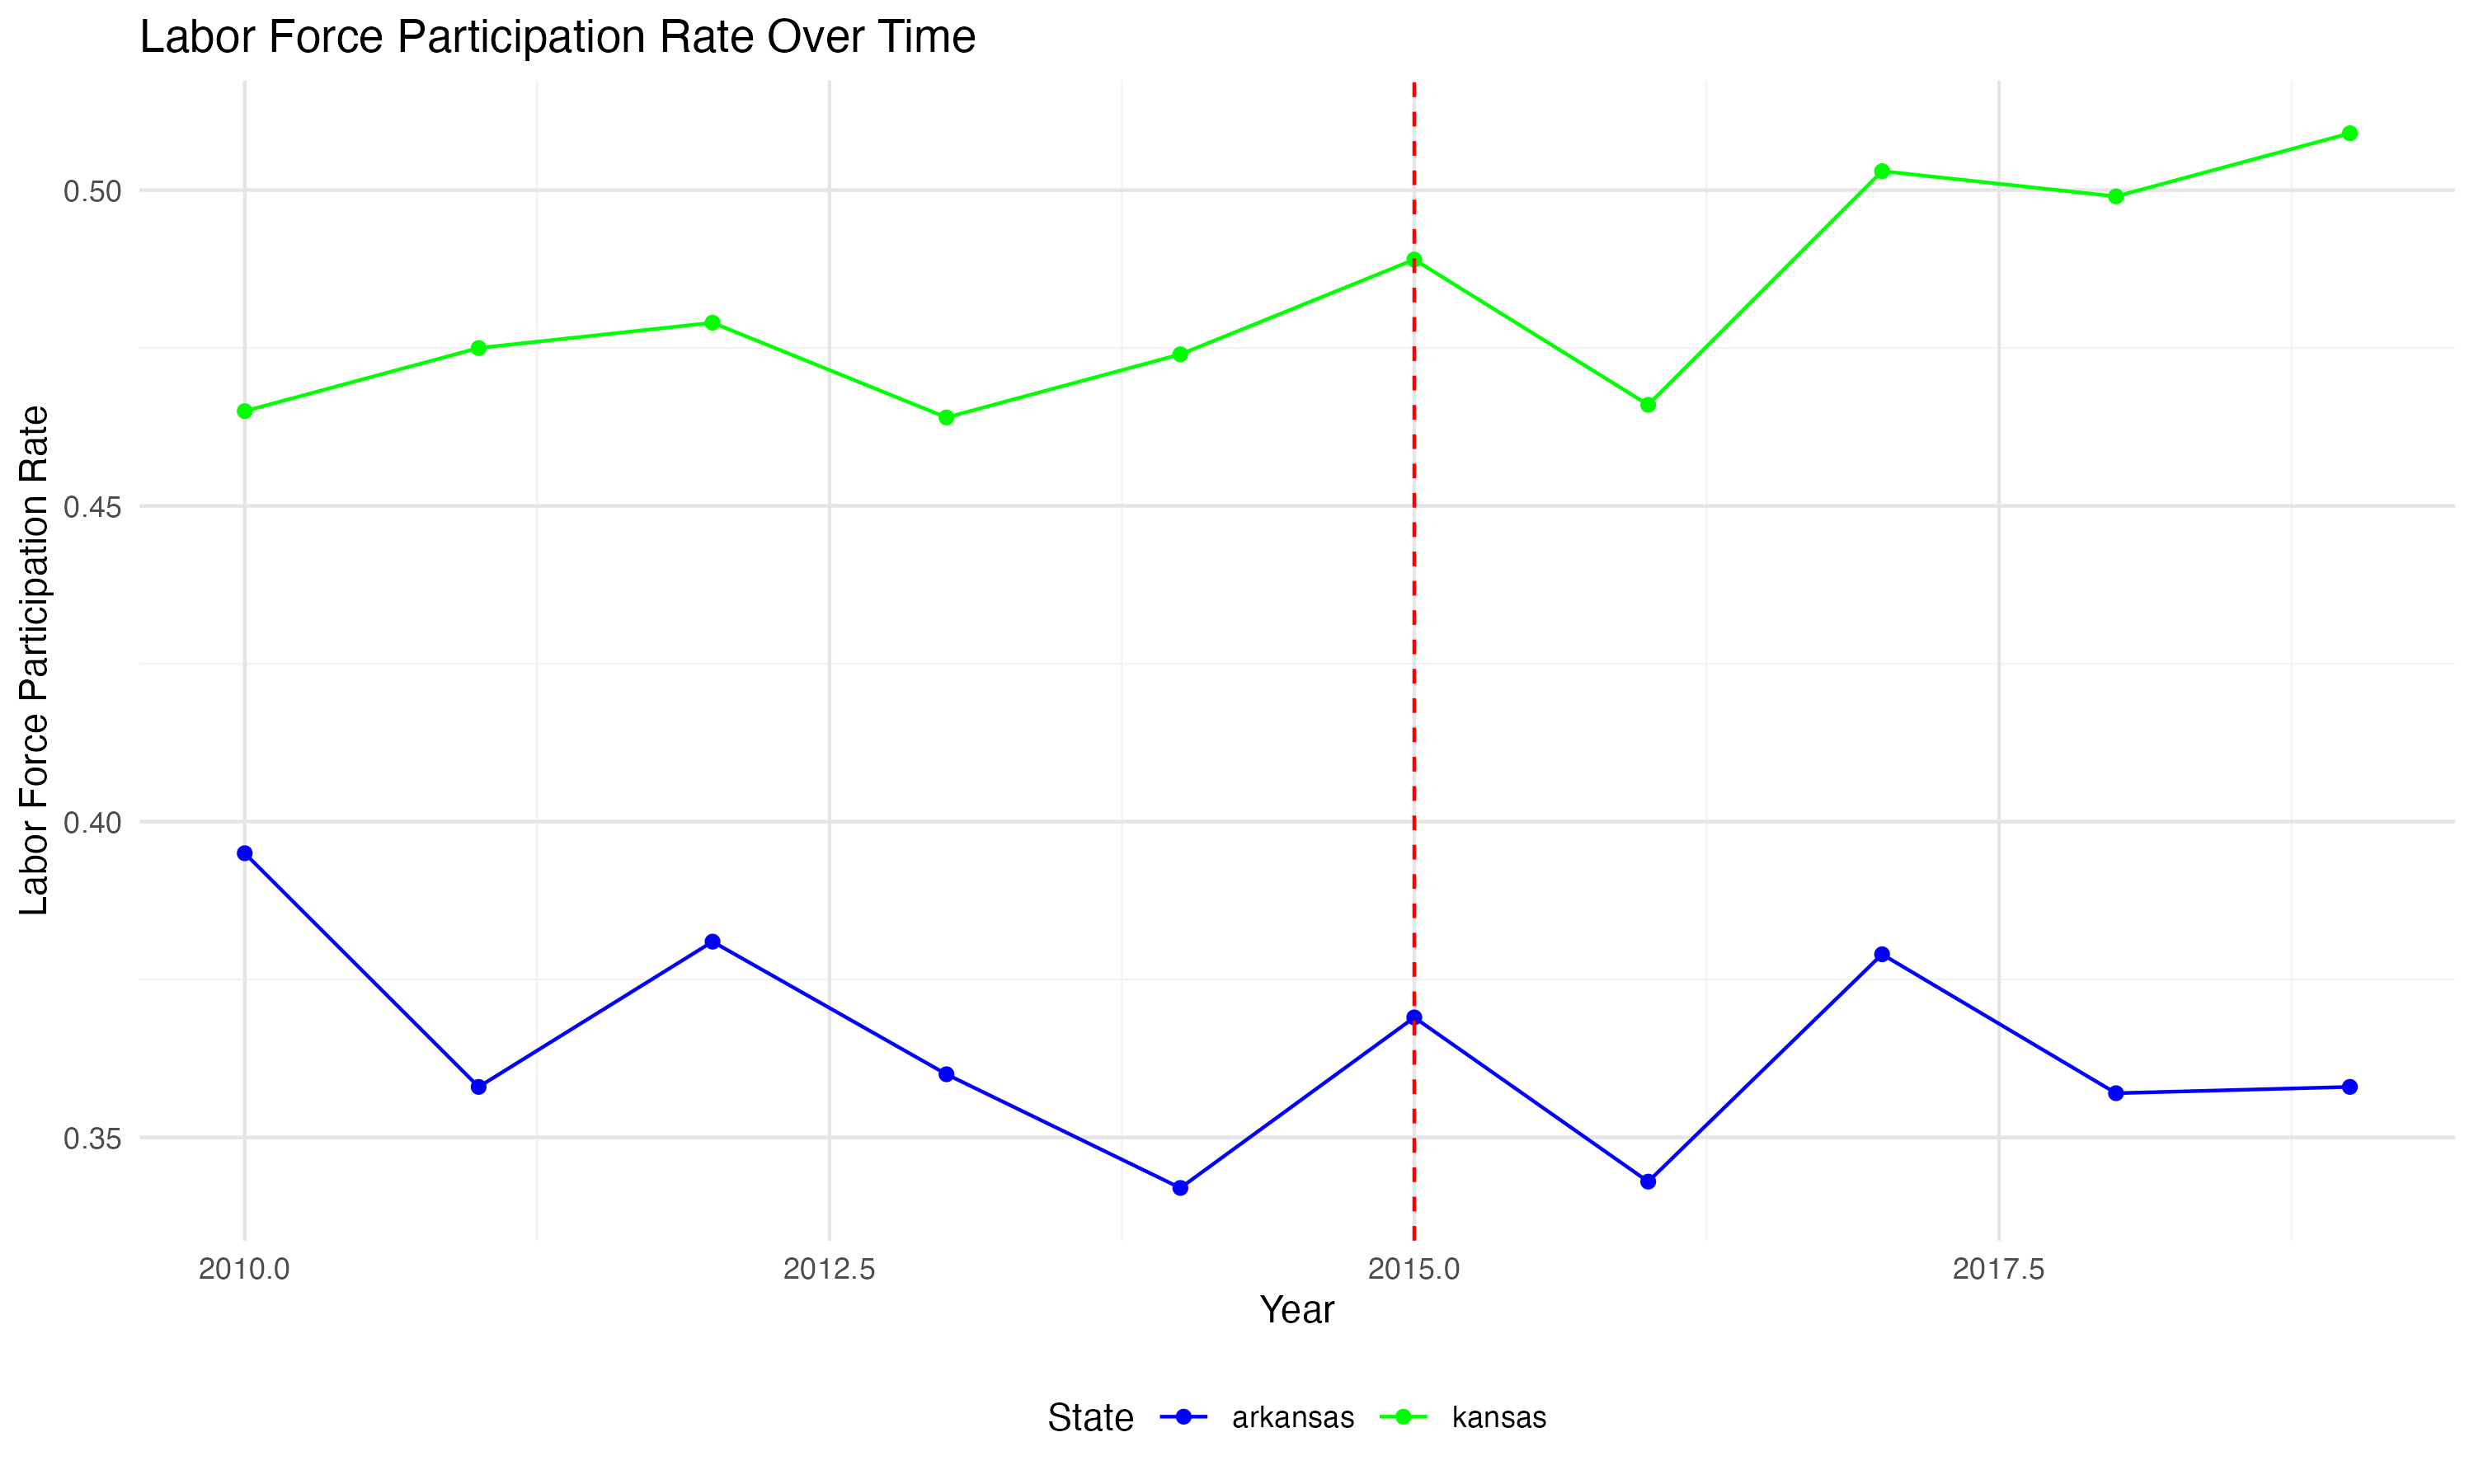 Labor Force Participation Rate Over Time
Labor Force Participation Rate
0.50
0.45
0.40
0.35
2010.0 2012.5 2015.0 2017.5
Year
State arkansas kansas